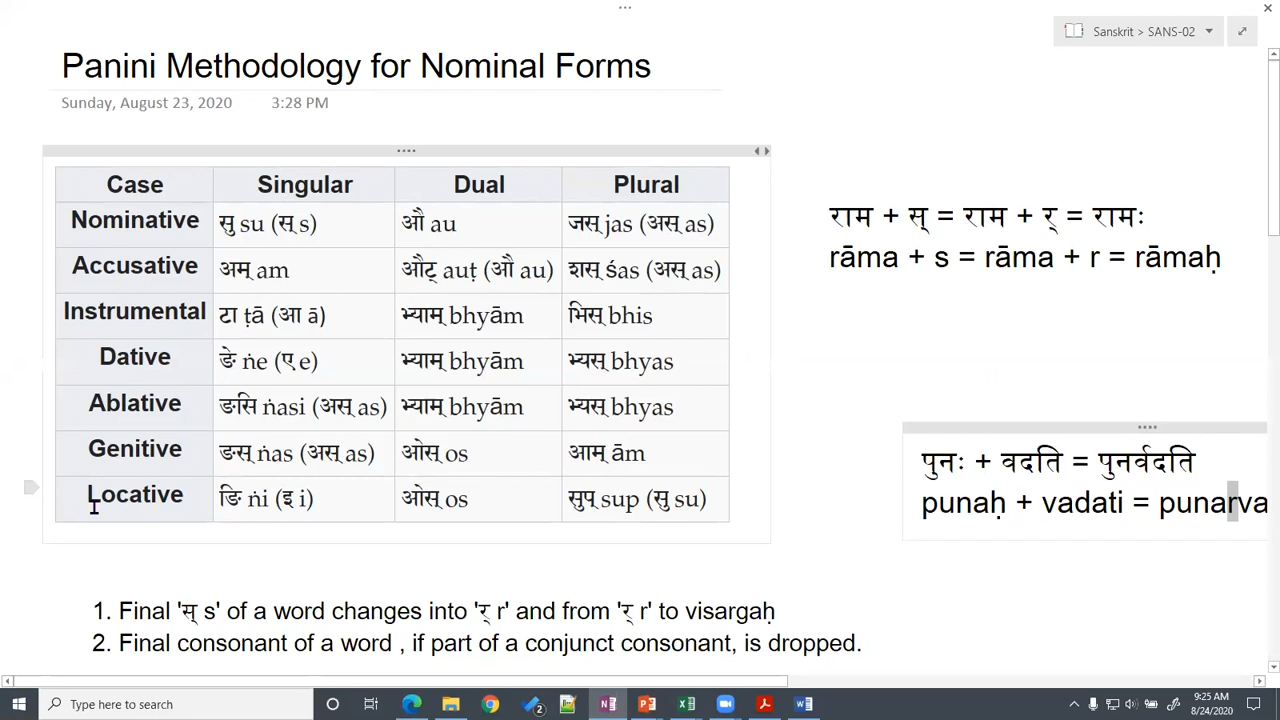 Sanskrit > SANS-02
Panini Methodology for Nominal Forms
Sunday, August 23, 2020 3:28 PM
Case Singular Dual Plural
Nominative सु su (स् s) औ au जस् jas (अस् as)
Accusative अम् am औट् auṭ (औ au) शस् śas (अस् as)
Instrumental टा ṭā (आ ā) भ्याम् bhyām भिस् bhis
Dative ङे ṅe (ए e) भ्याम् bhyām भ्यस् bhyas
Ablative ङसि ṅasi (अस् as) भ्याम् bhyām भ्यस् bhyas
Genitive ङस् ṅas (अस् as) ओस् os आम् ām
Locative ङि ṅi (इ i) ओस् os सुप् sup (सु su)
राम + स् = राम + र् = रामः
rāma + s = rāma + r = rāmaḥ
पुनः + वदति = पुनर्वदति
punaḥ + vadati = punarva
1. Final 'स् s' of a word changes into 'र् r' and from 'र् r' to visargaḥ
2. Final consonant of a word , if part of a conjunct consonant, is dropped.
Type here to search
2
9:25 AM
8/24/2020